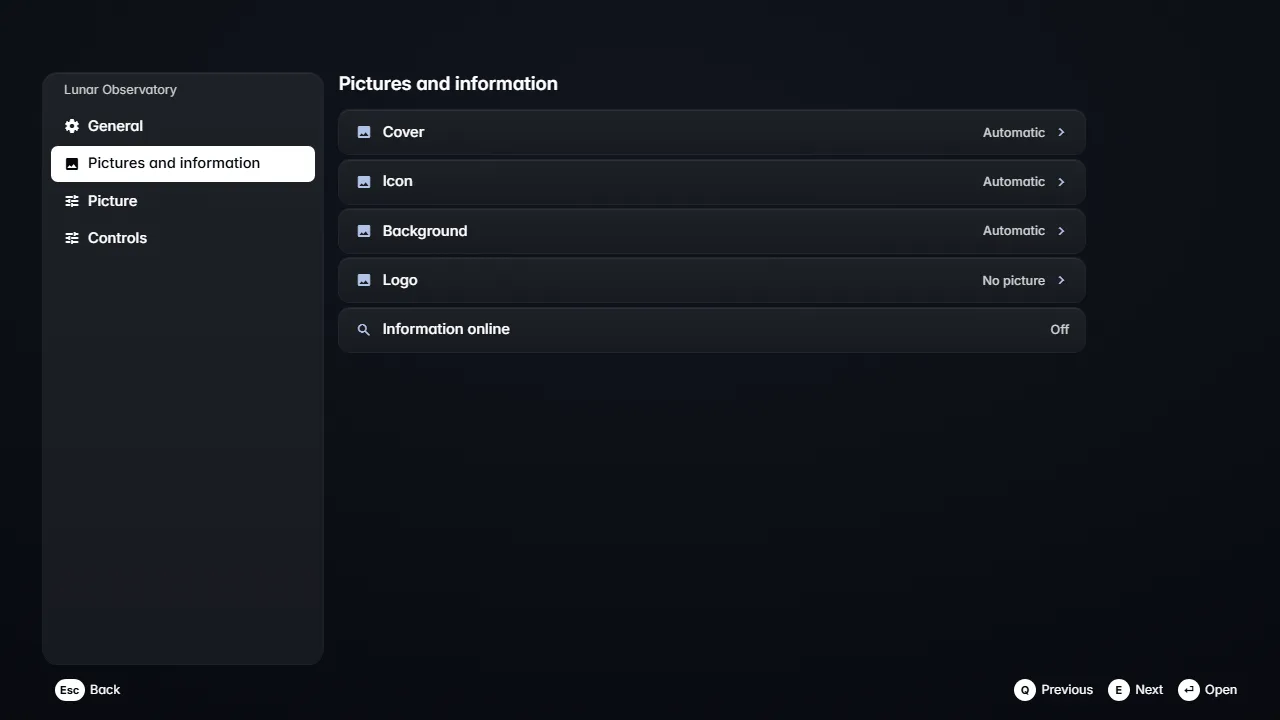 Lunar Observatory
General
Pictures and information
Picture
Controls
Pictures and information
Cover Automatic
Icon Automatic
Background Automatic
Logo No picture
Information online Off
Esc Back
Q Previous E Next ⏎ Open